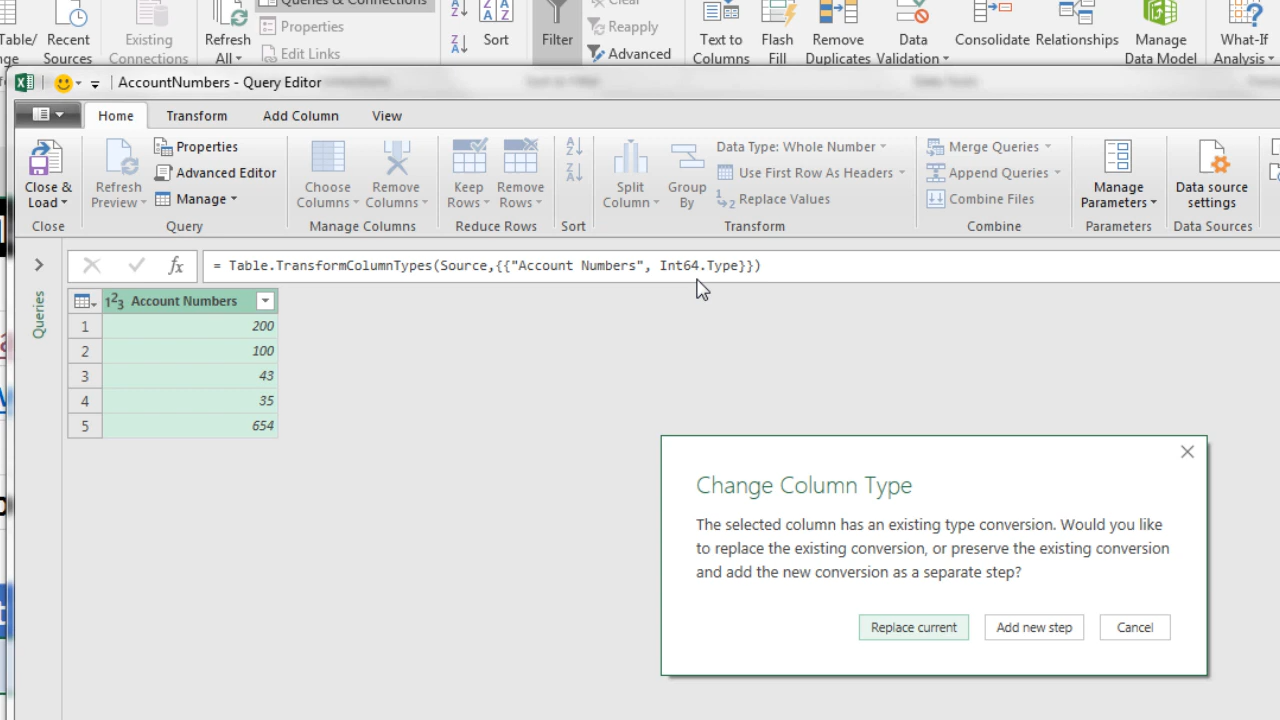 Queries & Connections
Clear
Table/ Recent Existing Refresh Properties Sort Filter Reapply Text to Flash Remove Data Consolidate Relationships Manage What-If
Sources Connections All Edit Links Advanced Columns Fill Duplicates Validation Data Model Analysis
AccountNumbers - Query Editor
Home Transform Add Column View
Close & Load
Refresh Preview
Properties
Advanced Editor
Manage
Choose Columns
Remove Columns
Keep Rows
Remove Rows
Split Column
Group By
Data Type: Whole Number
Use First Row As Headers
Replace Values
Merge Queries
Append Queries
Combine Files
Manage Parameters
Data source settings
Close Query Manage Columns Reduce Rows Sort Transform Combine Parameters Data Sources
= Table.TransformColumnTypes(Source,{{"Account Numbers", Int64.Type}})
Queries
Account Numbers
1 200
2 100
3 43
4 35
5 654
Change Column Type
The selected column has an existing type conversion. Would you like
to replace the existing conversion, or preserve the existing conversion
and add the new conversion as a separate step?
Replace current Add new step Cancel